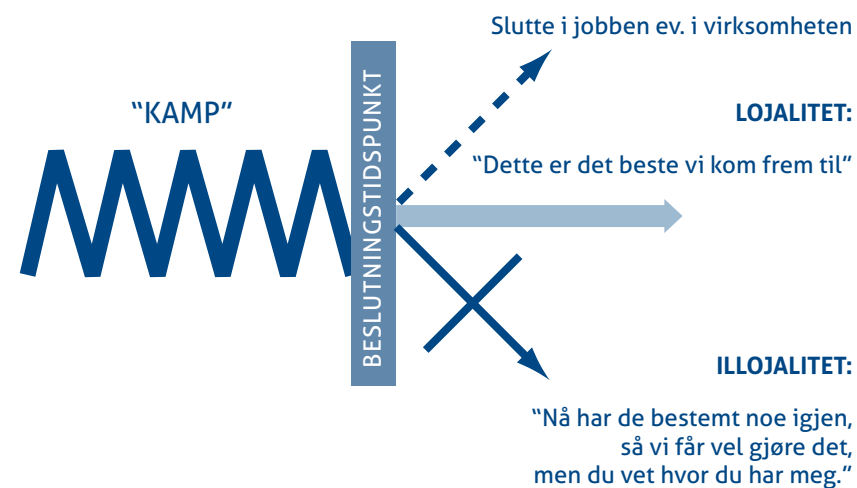 Slutte i jobben ev. i virksomheten
“KAMP”
BESLUTNINGSTIDSPUNKT
LOJALITET:
“Dette er det beste vi kom frem til”
ILLOJALITET:
“Nå har de bestemt noe igjen,
så vi får vel gjøre det,
men du vet hvor du har meg.”